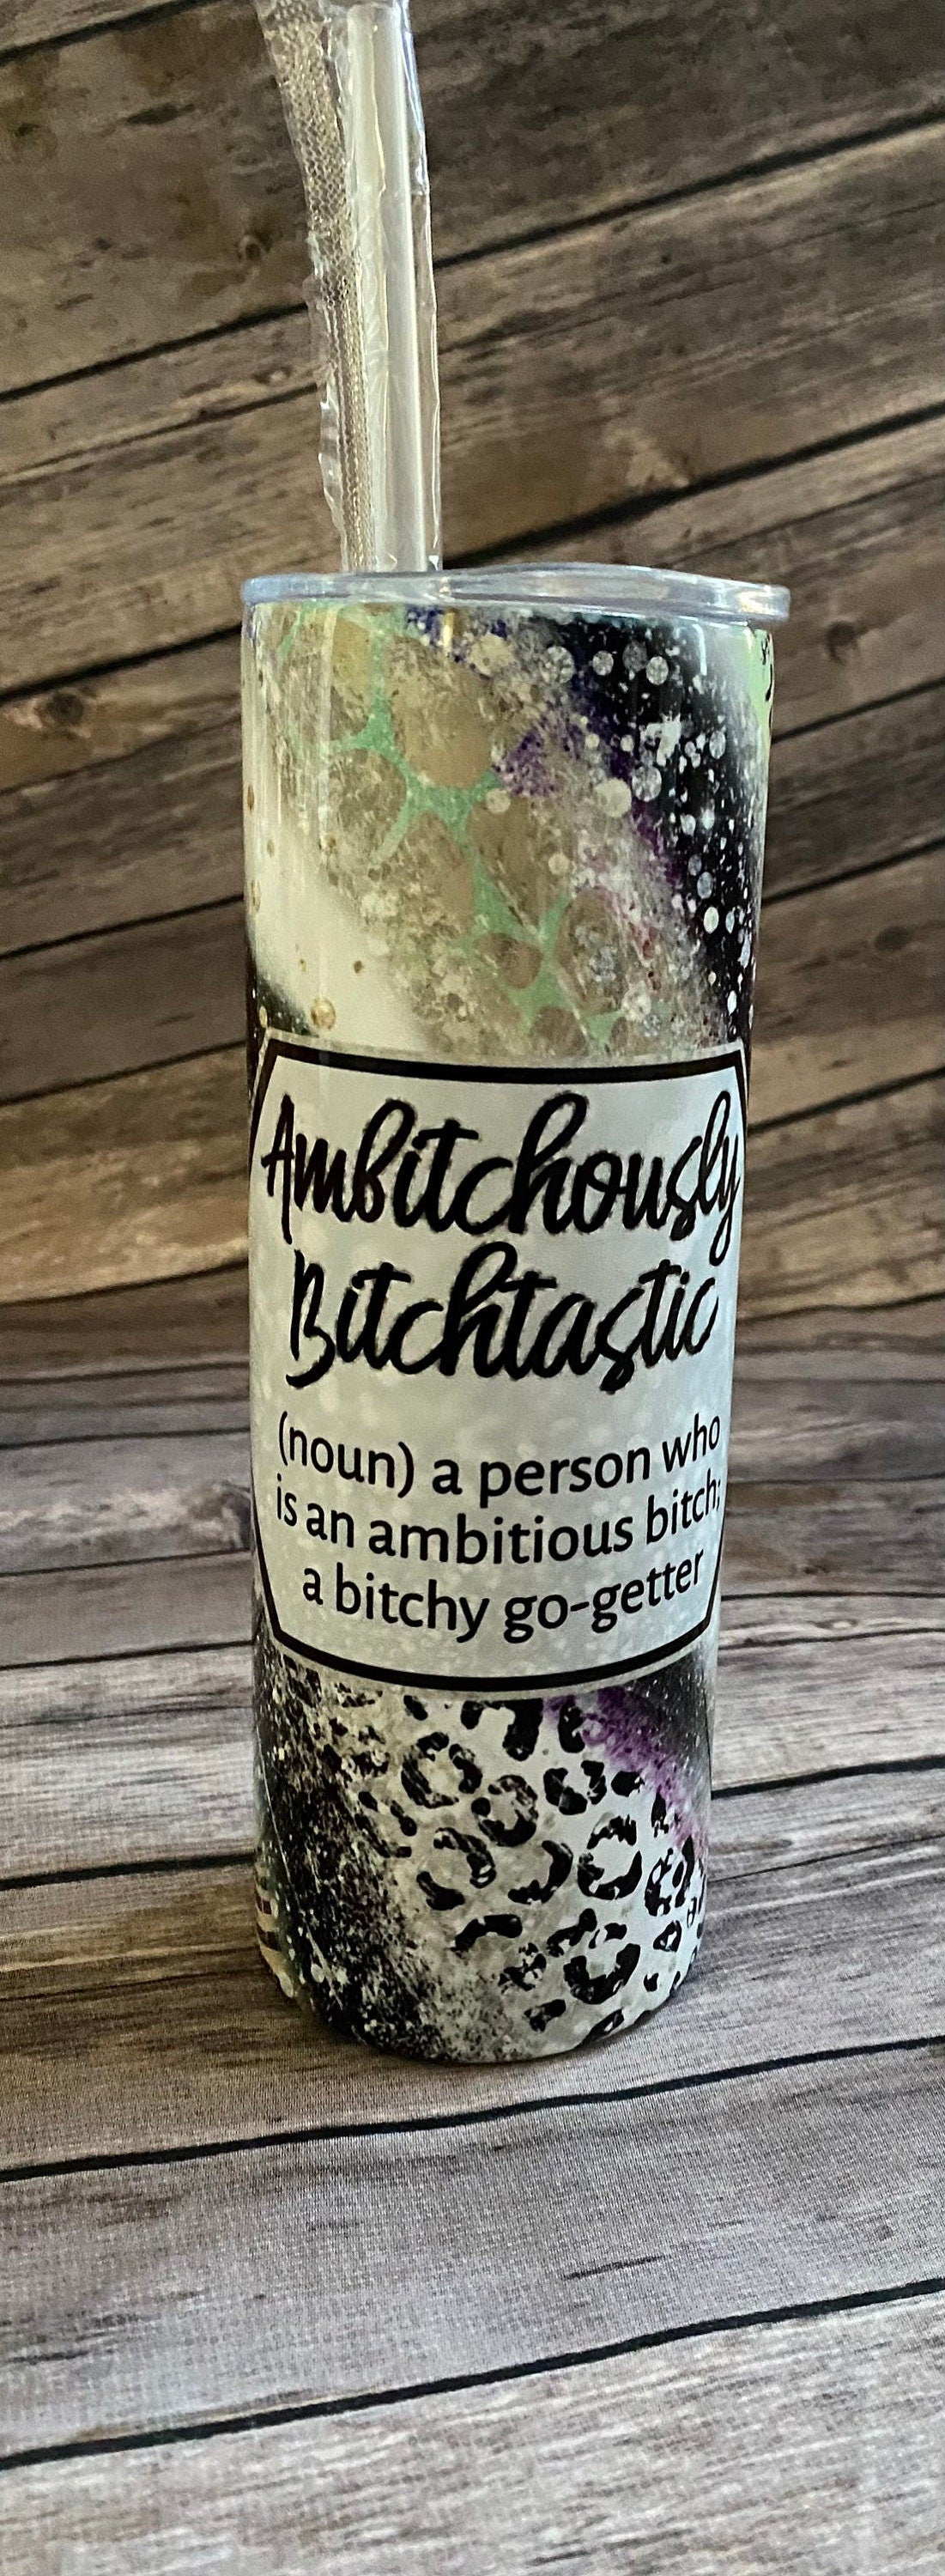 Ambitchously
Bitchtastic
(noun) a person who
is an ambitious bitch;
a bitchy go-getter